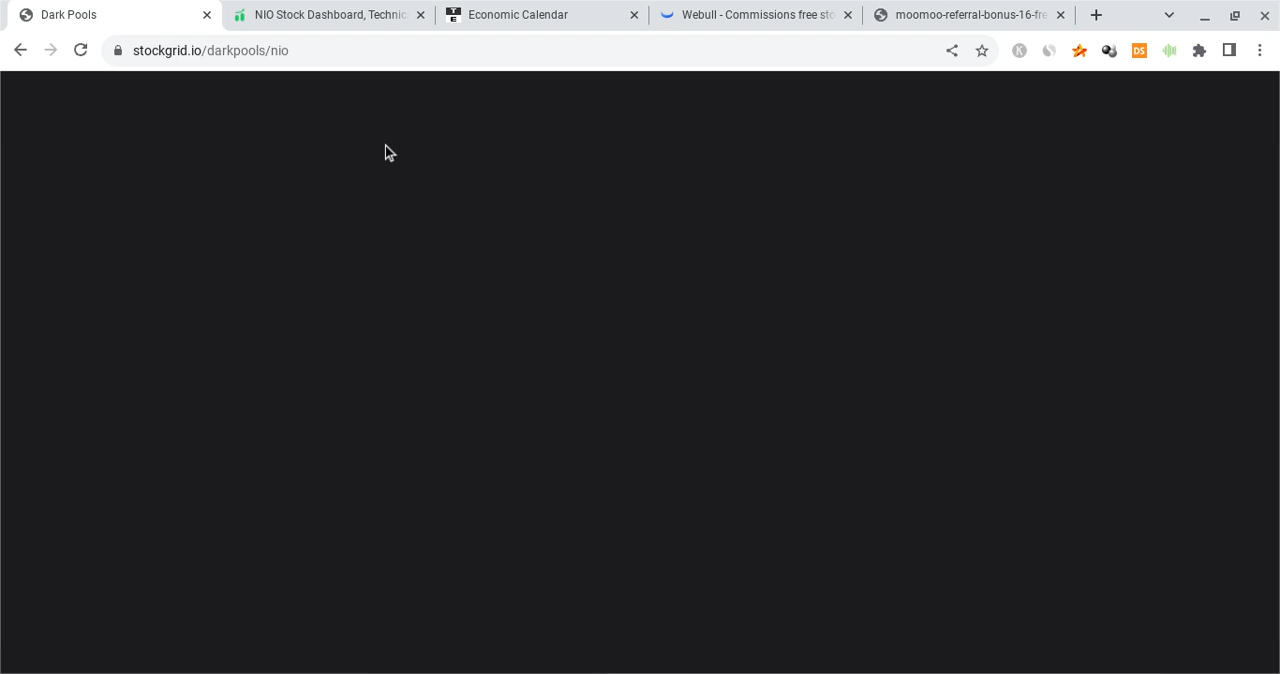 Dark Pools
NIO Stock Dashboard, Technic
Economic Calendar
Webull - Commissions free sto
moomoo-referral-bonus-16-fre
stockgrid.io/darkpools/nio
T
E
K
DS